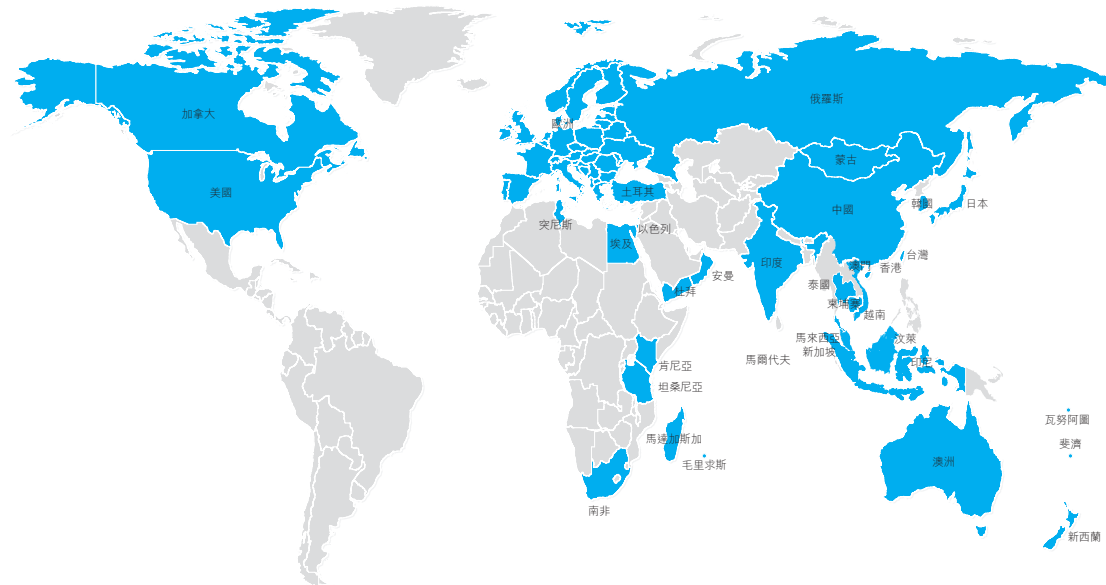 俄羅斯
加拿大
歐洲
蒙古
美國
土耳其
韓國
日本
中國
突尼斯
以色列
埃及
台灣
印度
澳門
香港
安曼
泰國
杜拜
柬埔寨
越南
馬來西亞
汶萊
新加坡
馬爾代夫
印尼
肯尼亞
坦桑尼亞
瓦努阿圖
馬達加斯加
斐濟
澳洲
毛里求斯
南非
新西蘭